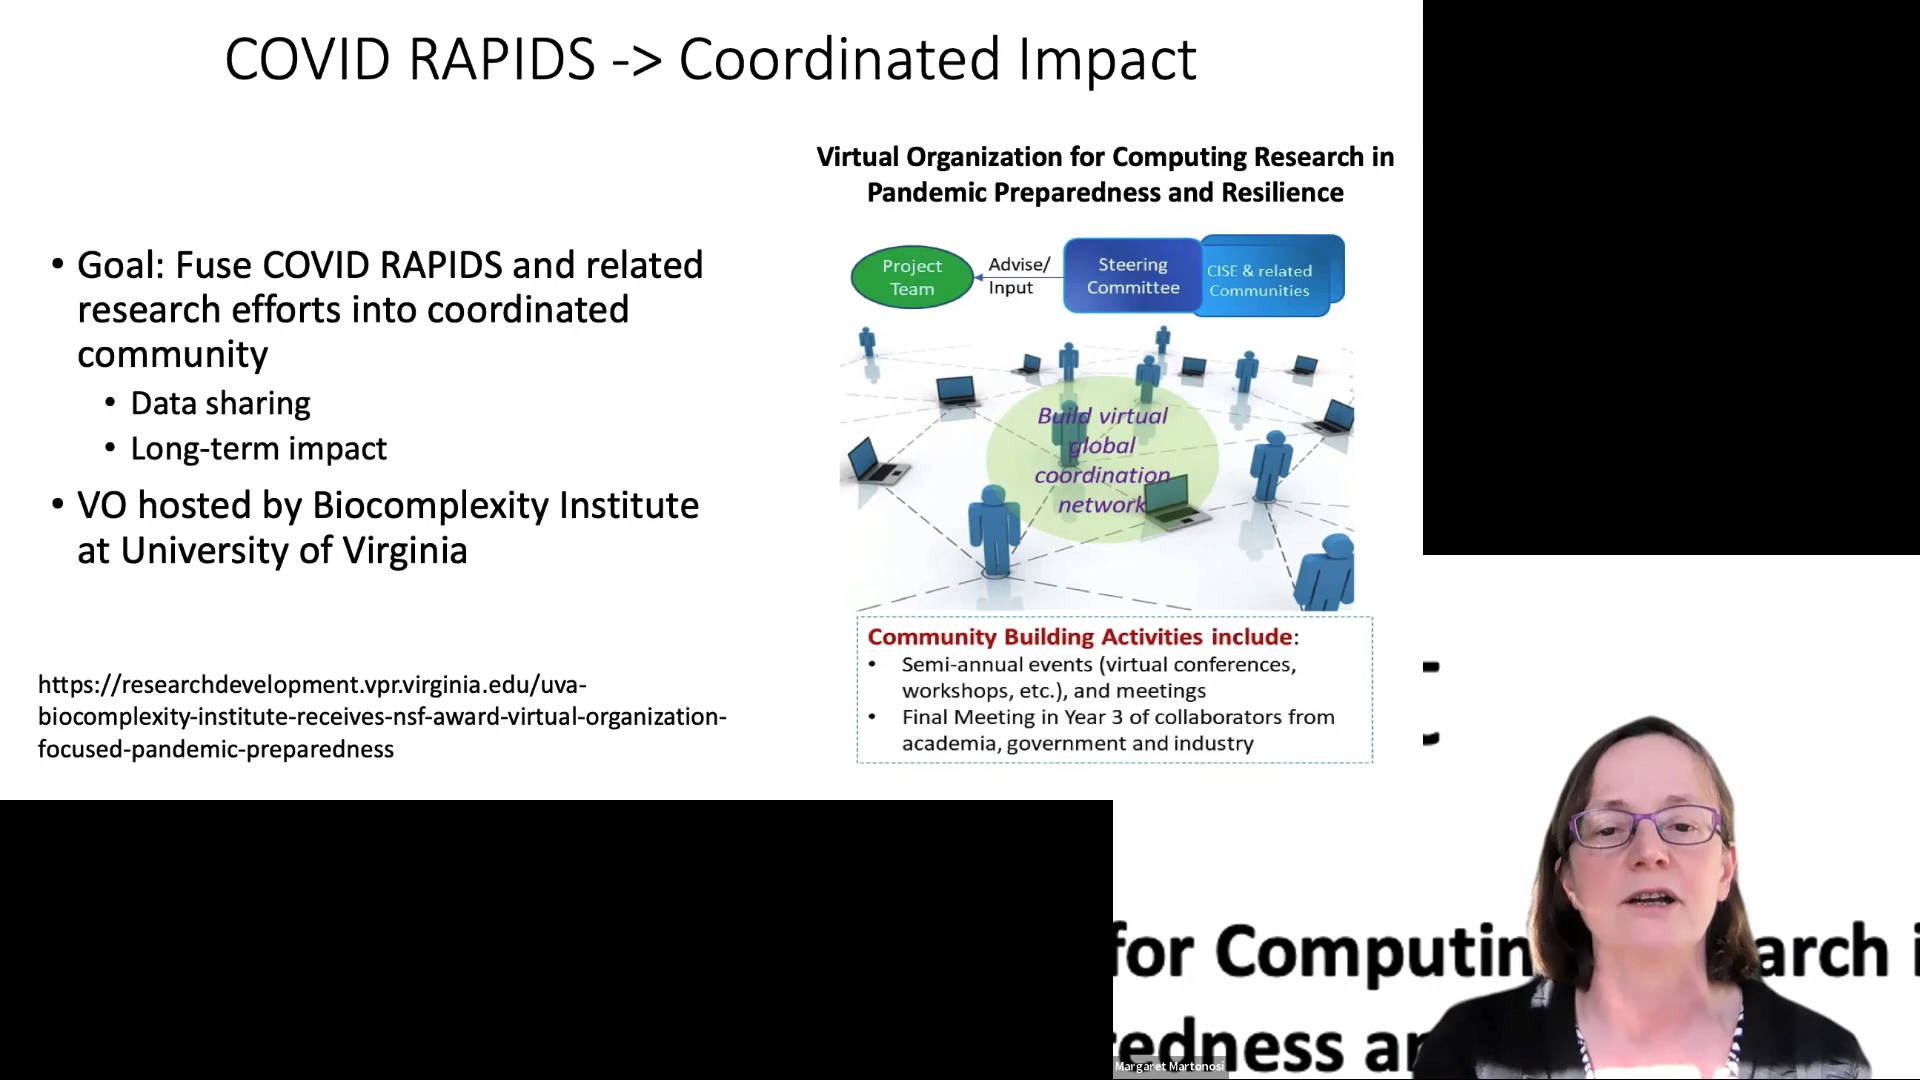 COVID RAPIDS -> Coordinated Impact
Virtual Organization for Computing Research in
Pandemic Preparedness and Resilience
• Goal: Fuse COVID RAPIDS and related
research efforts into coordinated
community
• Data sharing
• Long-term impact
• VO hosted by Biocomplexity Institute
at University of Virginia
https://researchdevelopment.vpr.virginia.edu/uva-
biocomplexity-institute-receives-nsf-award-virtual-organization-
focused-pandemic-preparedness
Project
Team
Advise/
Input
Steering
Committee
CISE & related
Communities
Build virtual
global
coordination
network
Community Building Activities include:
• Semi-annual events (virtual conferences,
workshops, etc.), and meetings
• Final Meeting in Year 3 of collaborators from
academia, government and industry
for Computin arch i
redness an
Margaret Martonosi